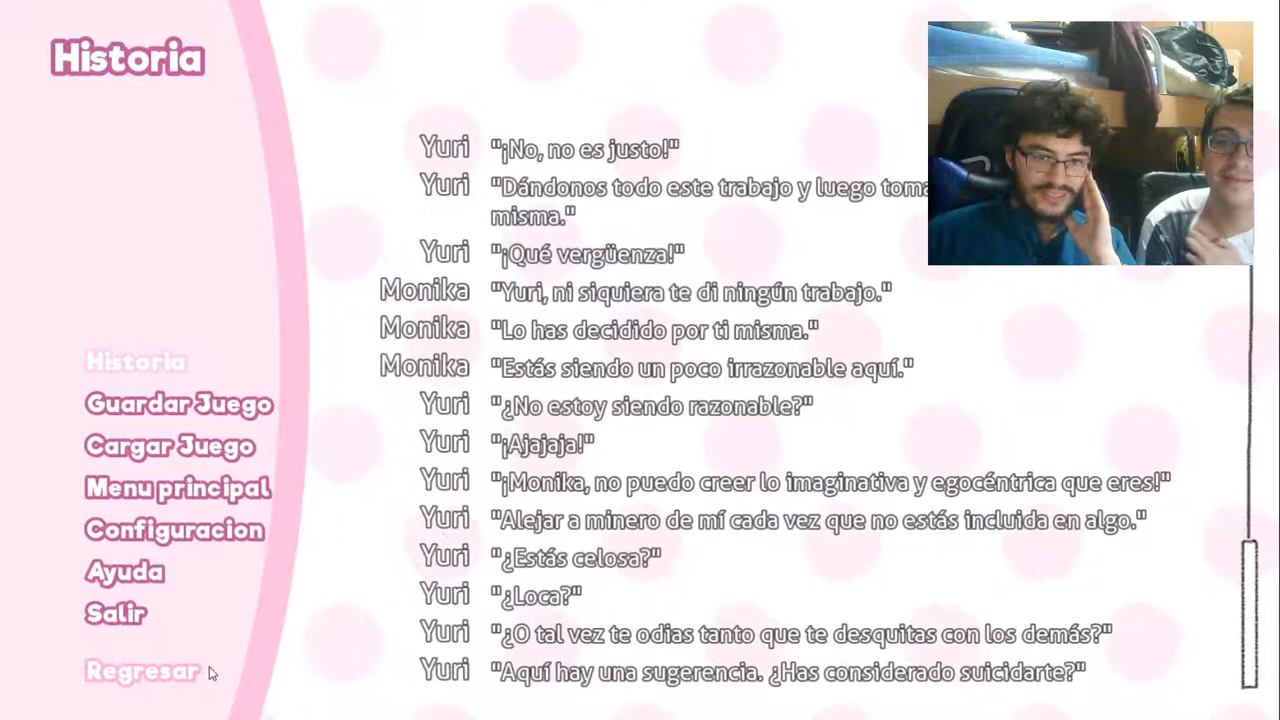 Historia
Yuri "¡No, no es justo!"
Yuri "Dándonos todo este trabajo y luego
misma."
Yuri "¡Qué vergüenza!"
Monika "Yuri, ni siquiera te di ningún trabajo."
Monika "Lo has decidido por ti misma."
Monika "Estás siendo un poco irrazonable aquí."
Yuri "¿No estoy siendo razonable?"
Yuri "¡Ajajaja!"
Yuri "¡Monika, no puedo creer lo imaginativa y egocéntrica que eres!"
Yuri "Alejar a minero de mí cada vez que no estás incluida en algo."
Yuri "¿Estás celosa?"
Yuri "¿Loca?"
Yuri "¿O tal vez te odias tanto que te desquitas con los demás?"
Yuri "Aquí hay una sugerencia. ¿Has considerado suicidarte?"
Historia
Guardar Juego
Cargar Juego
Menu principal
Configuracion
Ayuda
Salir
Regresar